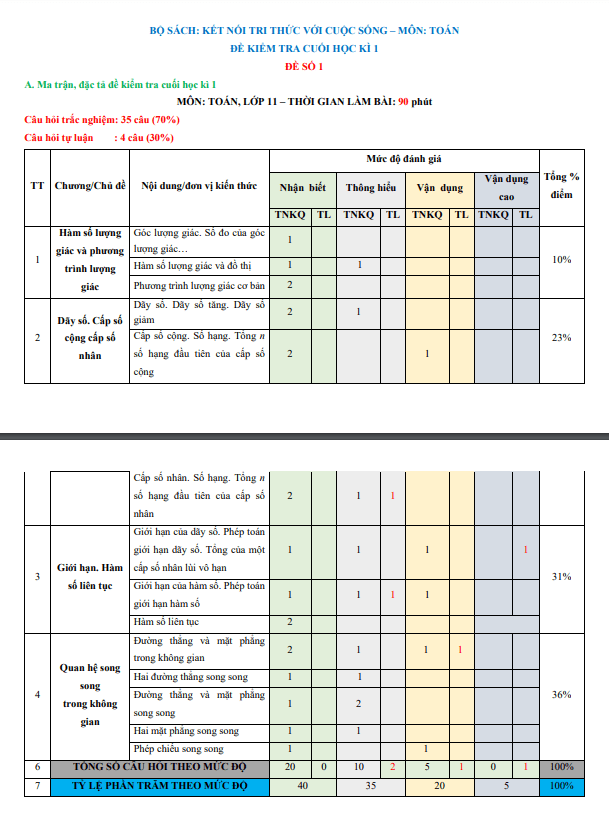 BỘ SÁCH: KẾT NỐI TRI THỨC VỚI CUỘC SỐNG – MÔN: TOÁN
ĐỀ KIỂM TRA CUỐI HỌC KÌ 1
ĐỀ SỐ 1
A. Ma trận, đặc tả đề kiểm tra cuối học kì 1
MÔN: TOÁN, LỚP 11 – THỜI GIAN LÀM BÀI: 90 phút
Câu hỏi trắc nghiệm: 35 câu (70%)
Câu hỏi tự luận : 4 câu (30%)
TT Chương/Chủ đề Nội dung/đơn vị kiến thức Mức độ đánh giá Tổng % điểm
Nhận biết Thông hiểu Vận dụng Vận dụng cao
TNKQ TL TNKQ TL TNKQ TL TNKQ TL
1 Hàm số lượng giác và phương trình lượng giác
Góc lượng giác. Số đo của góc
lượng giác… 1
Hàm số lượng giác và đồ thị 1 1
Phương trình lượng giác cơ bản 2
10%
2 Dãy số. Cấp số cộng cấp số nhân
Dãy số. Dãy số tăng. Dãy số
giảm 2 1
Cấp số cộng. Số hạng. Tổng n
số hạng đầu tiên của cấp số
cộng 2 1
23%
Cấp số nhân. Số hạng. Tổng n
số hạng đầu tiên của cấp số
nhân 2 1 1
3 Giới hạn. Hàm số liên tục
Giới hạn của dãy số. Phép toán
giới hạn dãy số. Tổng của một
cấp số nhân lùi vô hạn 1 1 1 1
Giới hạn của hàm số. Phép toán
giới hạn hàm số 1 1 1 1
Hàm số liên tục 2
31%
4 Quan hệ song song trong không gian
Đường thẳng và mặt phẳng
trong không gian 2 1 1 1
Hai đường thẳng song song 1 1
Đường thẳng và mặt phẳng
song song 1 2
Hai mặt phẳng song song 1 1
Phép chiếu song song 1 1
36%
6 TỔNG SỐ CÂU HỎI THEO MỨC ĐỘ 20 0 10 2 5 1 0 1 100%
7 TỶ LỆ PHẦN TRĂM THEO MỨC ĐỘ 40 35 20 5 100%